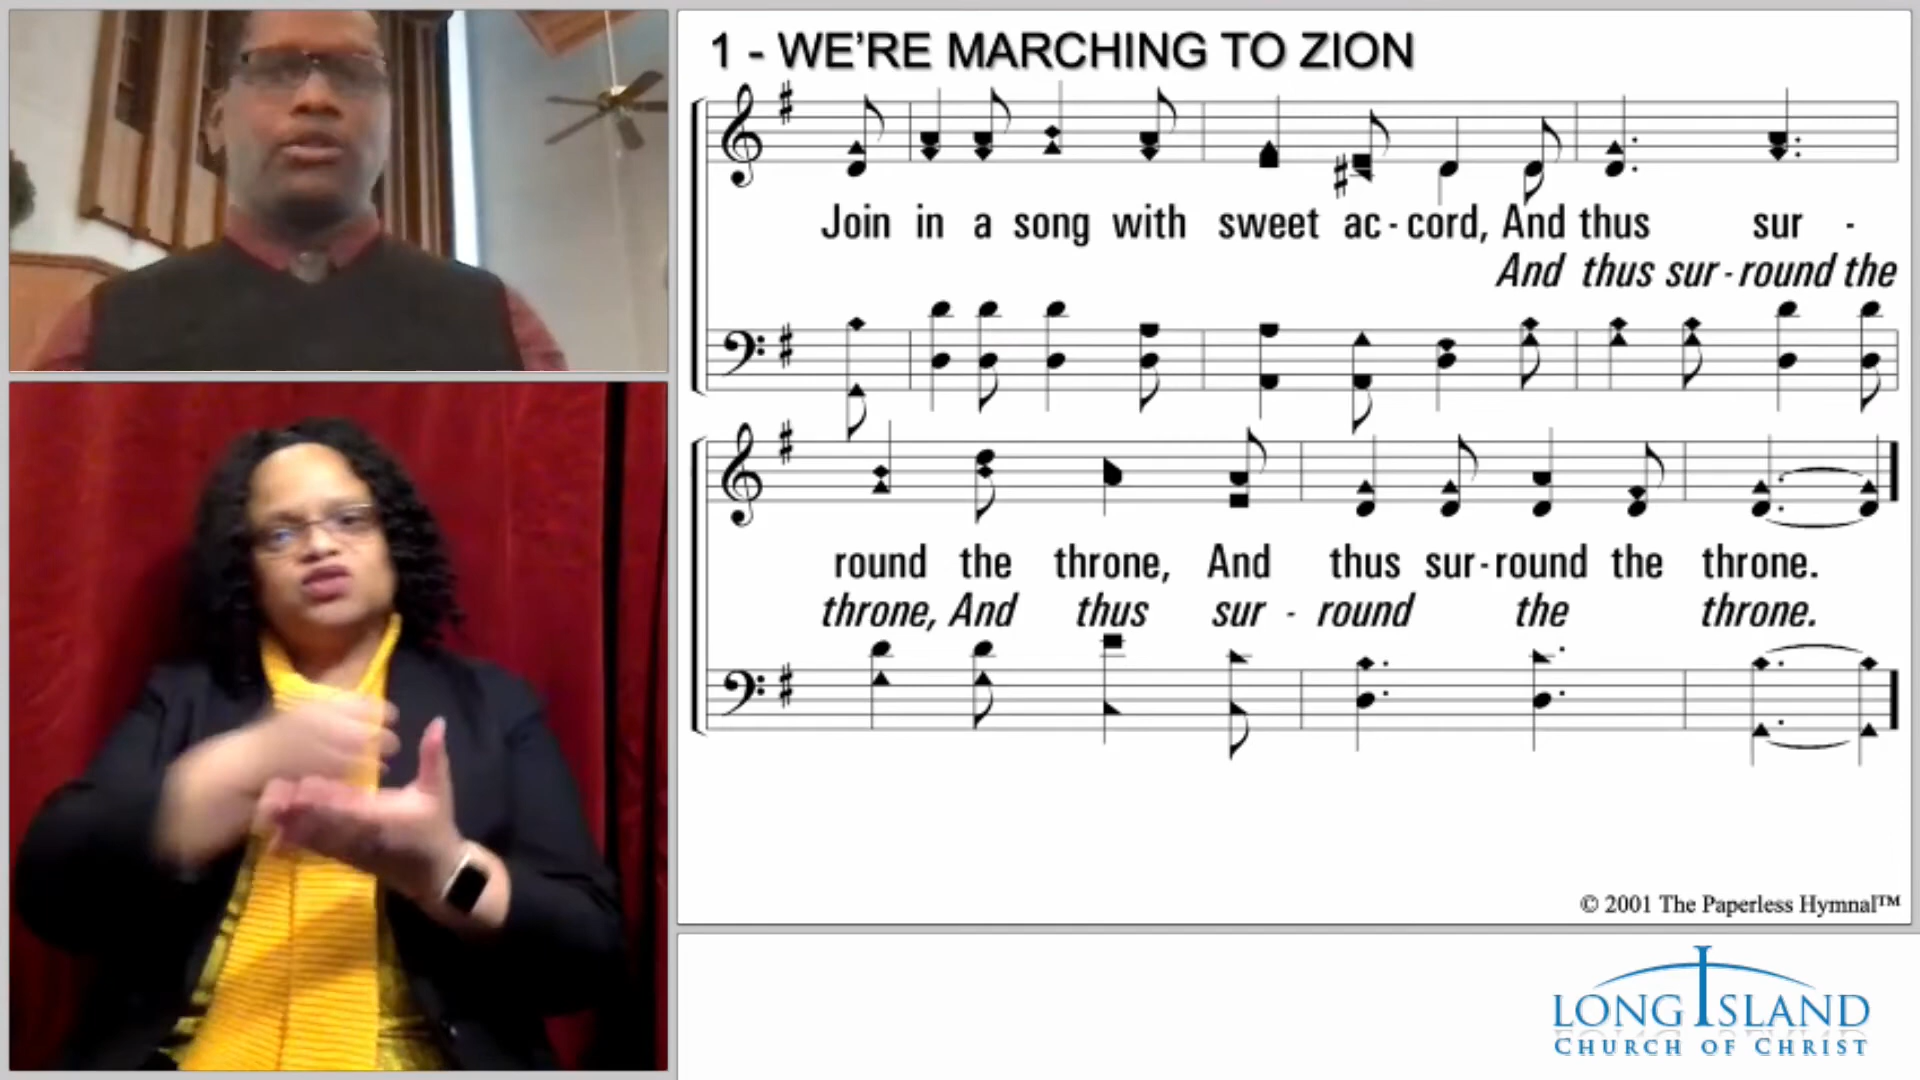 1 - WE'RE MARCHING TO ZION
Join in a song with sweet ac - cord, And thus sur -
And thus sur - round the
round the throne, And thus sur - round the throne.
throne, And thus sur - round the throne.
© 2001 The Paperless Hymnal™
LONG ISLAND
CHURCH OF CHRIST